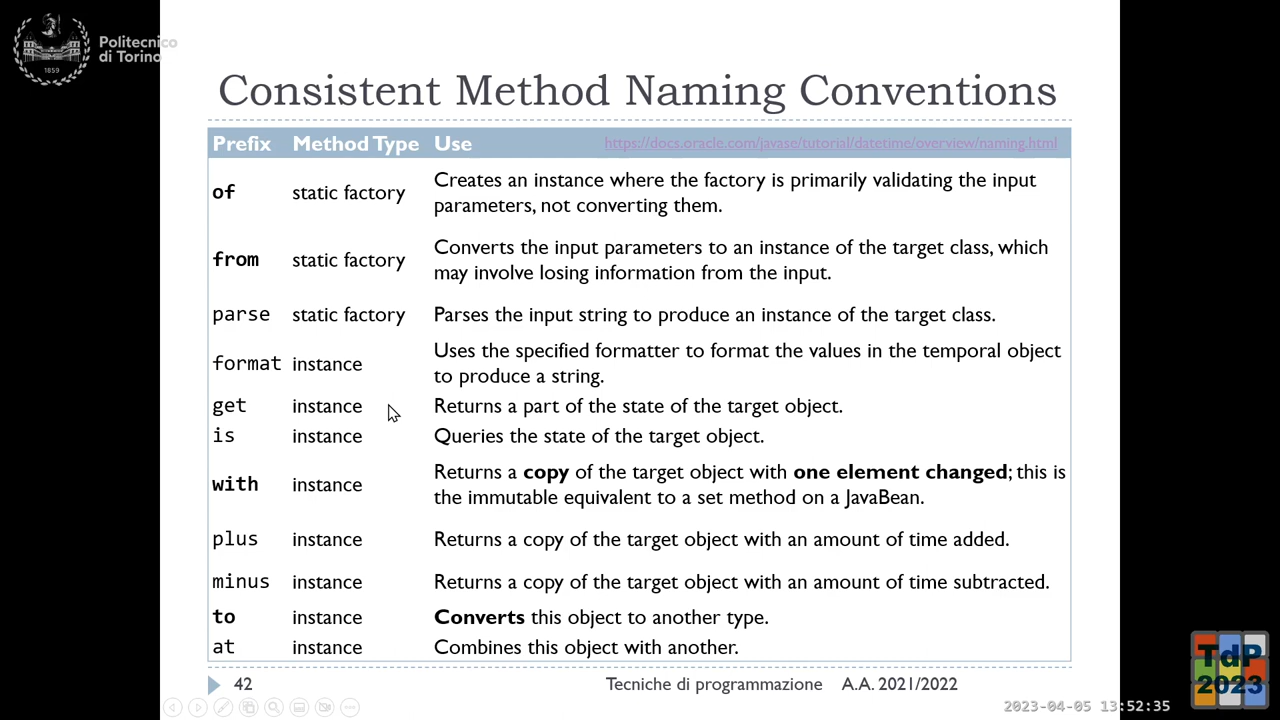 Politecnico
di Torino
1859
Consistent Method Naming Conventions
Prefix Method Type Use https://docs.oracle.com/javase/tutorial/datetime/overview/naming.html
of static factory Creates an instance where the factory is primarily validating the input
parameters, not converting them.
from static factory Converts the input parameters to an instance of the target class, which
may involve losing information from the input.
parse static factory Parses the input string to produce an instance of the target class.
format instance Uses the specified formatter to format the values in the temporal object
to produce a string.
get instance Returns a part of the state of the target object.
is instance Queries the state of the target object.
with instance Returns a copy of the target object with one element changed; this is
the immutable equivalent to a set method on a JavaBean.
plus instance Returns a copy of the target object with an amount of time added.
minus instance Returns a copy of the target object with an amount of time subtracted.
to instance Converts this object to another type.
at instance Combines this object with another.
42 Tecniche di programmazione A.A. 2021/2022
TdP
2023
2023-04-05 13:52:35